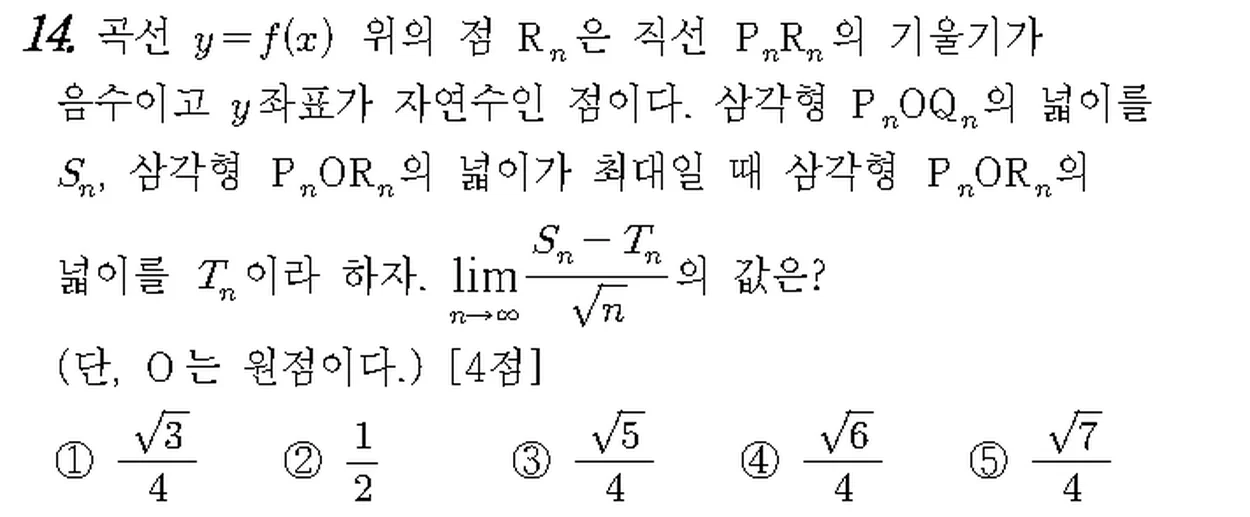 14. 곡선 y=f(x) 위의 점 Rₙ은 직선 PₙRₙ의 기울기가
음수이고 y좌표가 자연수인 점이다. 삼각형 PₙOQₙ의 넓이를
Sₙ, 삼각형 PₙORₙ의 넓이가 최대일 때 삼각형 PₙORₙ의
넓이를 Tₙ이라 하자. lim_{n→∞} (Sₙ − Tₙ)/√n 의 값은?
(단, O는 원점이다.) [4점]
① √3/4 ② 1/2 ③ √5/4 ④ √6/4 ⑤ √7/4